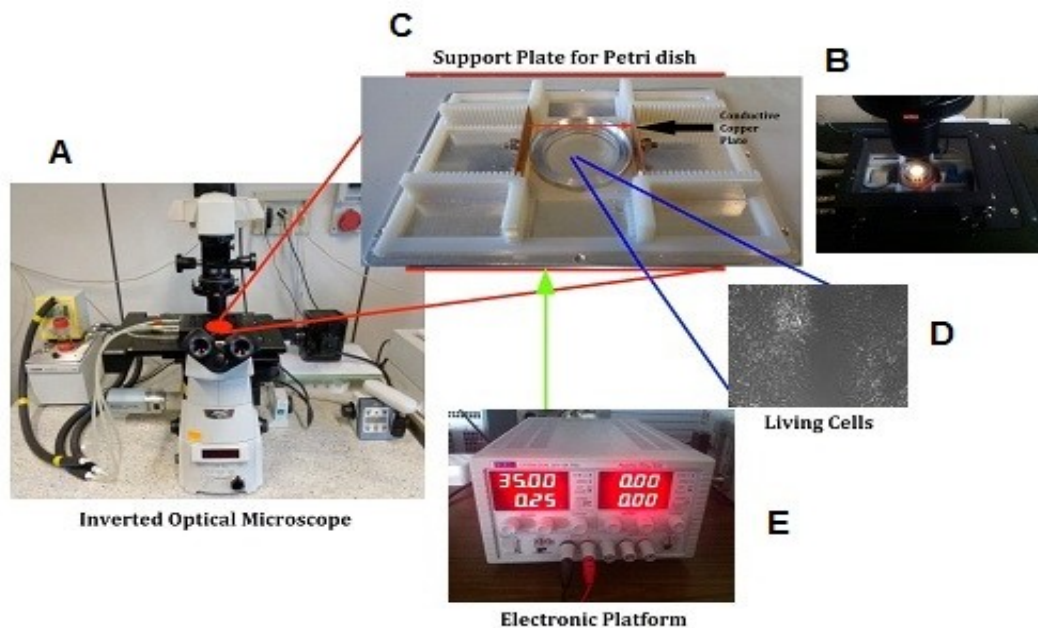 C
Support Plate for Petri dish
B
A
Conductive
Copper
Plate
D
Living Cells
Inverted Optical Microscope
35.00
0.25
0.00
0.00
E
Electronic Platform